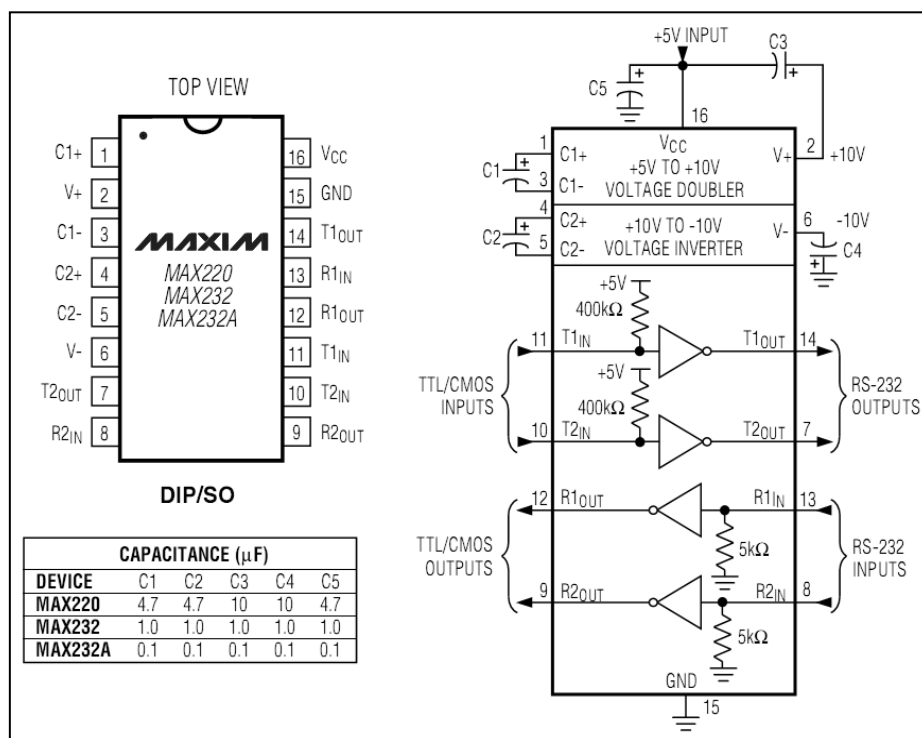 TOP VIEW
C1+ 1
V+ 2
C1- 3
C2+ 4
C2- 5
V- 6
T2OUT 7
R2IN 8
16 VCC
15 GND
14 T1OUT
13 R1IN
12 R1OUT
11 T1IN
10 T2IN
9 R2OUT
MAXIM
MAX220
MAX232
MAX232A
DIP/SO
CAPACITANCE (µF)
DEVICE C1 C2 C3 C4 C5
MAX220 4.7 4.7 10 10 4.7
MAX232 1.0 1.0 1.0 1.0 1.0
MAX232A 0.1 0.1 0.1 0.1 0.1
+5V INPUT
C3
+
C5
+
16
VCC
1
C1+
C1
+
3
C1-
+5V TO +10V
VOLTAGE DOUBLER
V+
2
+10V
+
4
C2+
C2
+
5
C2-
+10V TO -10V
VOLTAGE INVERTER
V-
6
-10V
C4
+
+5V
400kΩ
11 T1IN
T1OUT 14
+5V
400kΩ
TTL/CMOS
INPUTS
RS-232
OUTPUTS
10 T2IN
T2OUT 7
12 R1OUT
R1IN 13
5kΩ
TTL/CMOS
OUTPUTS
RS-232
INPUTS
9 R2OUT
R2IN 8
5kΩ
GND
15